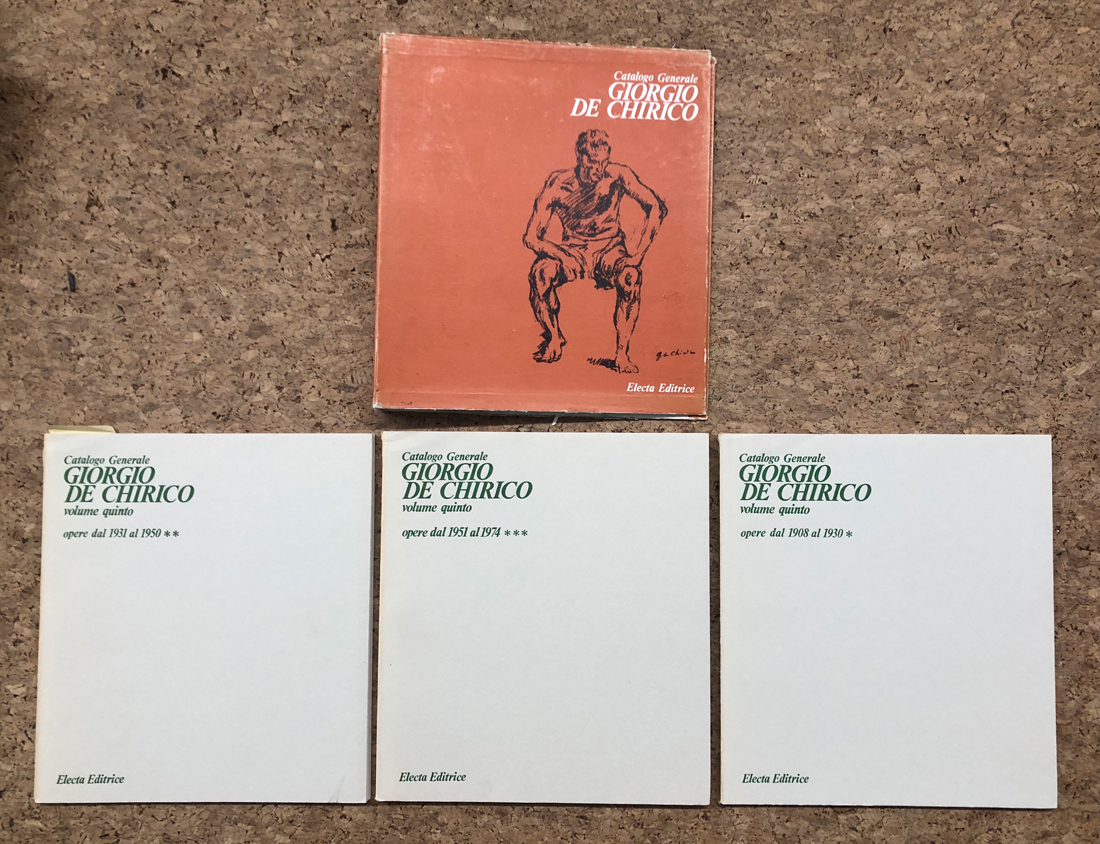 Catalogo Generale
GIORGIO
DE CHIRICO
Electa Editrice
Catalogo Generale
GIORGIO
DE CHIRICO
volume quinto
opere dal 1931 al 1950 **
Electa Editrice
Catalogo Generale
GIORGIO
DE CHIRICO
volume quinto
opere dal 1951 al 1974 ***
Electa Editrice
Catalogo Generale
GIORGIO
DE CHIRICO
volume quinto
opere dal 1908 al 1930 *
Electa Editrice